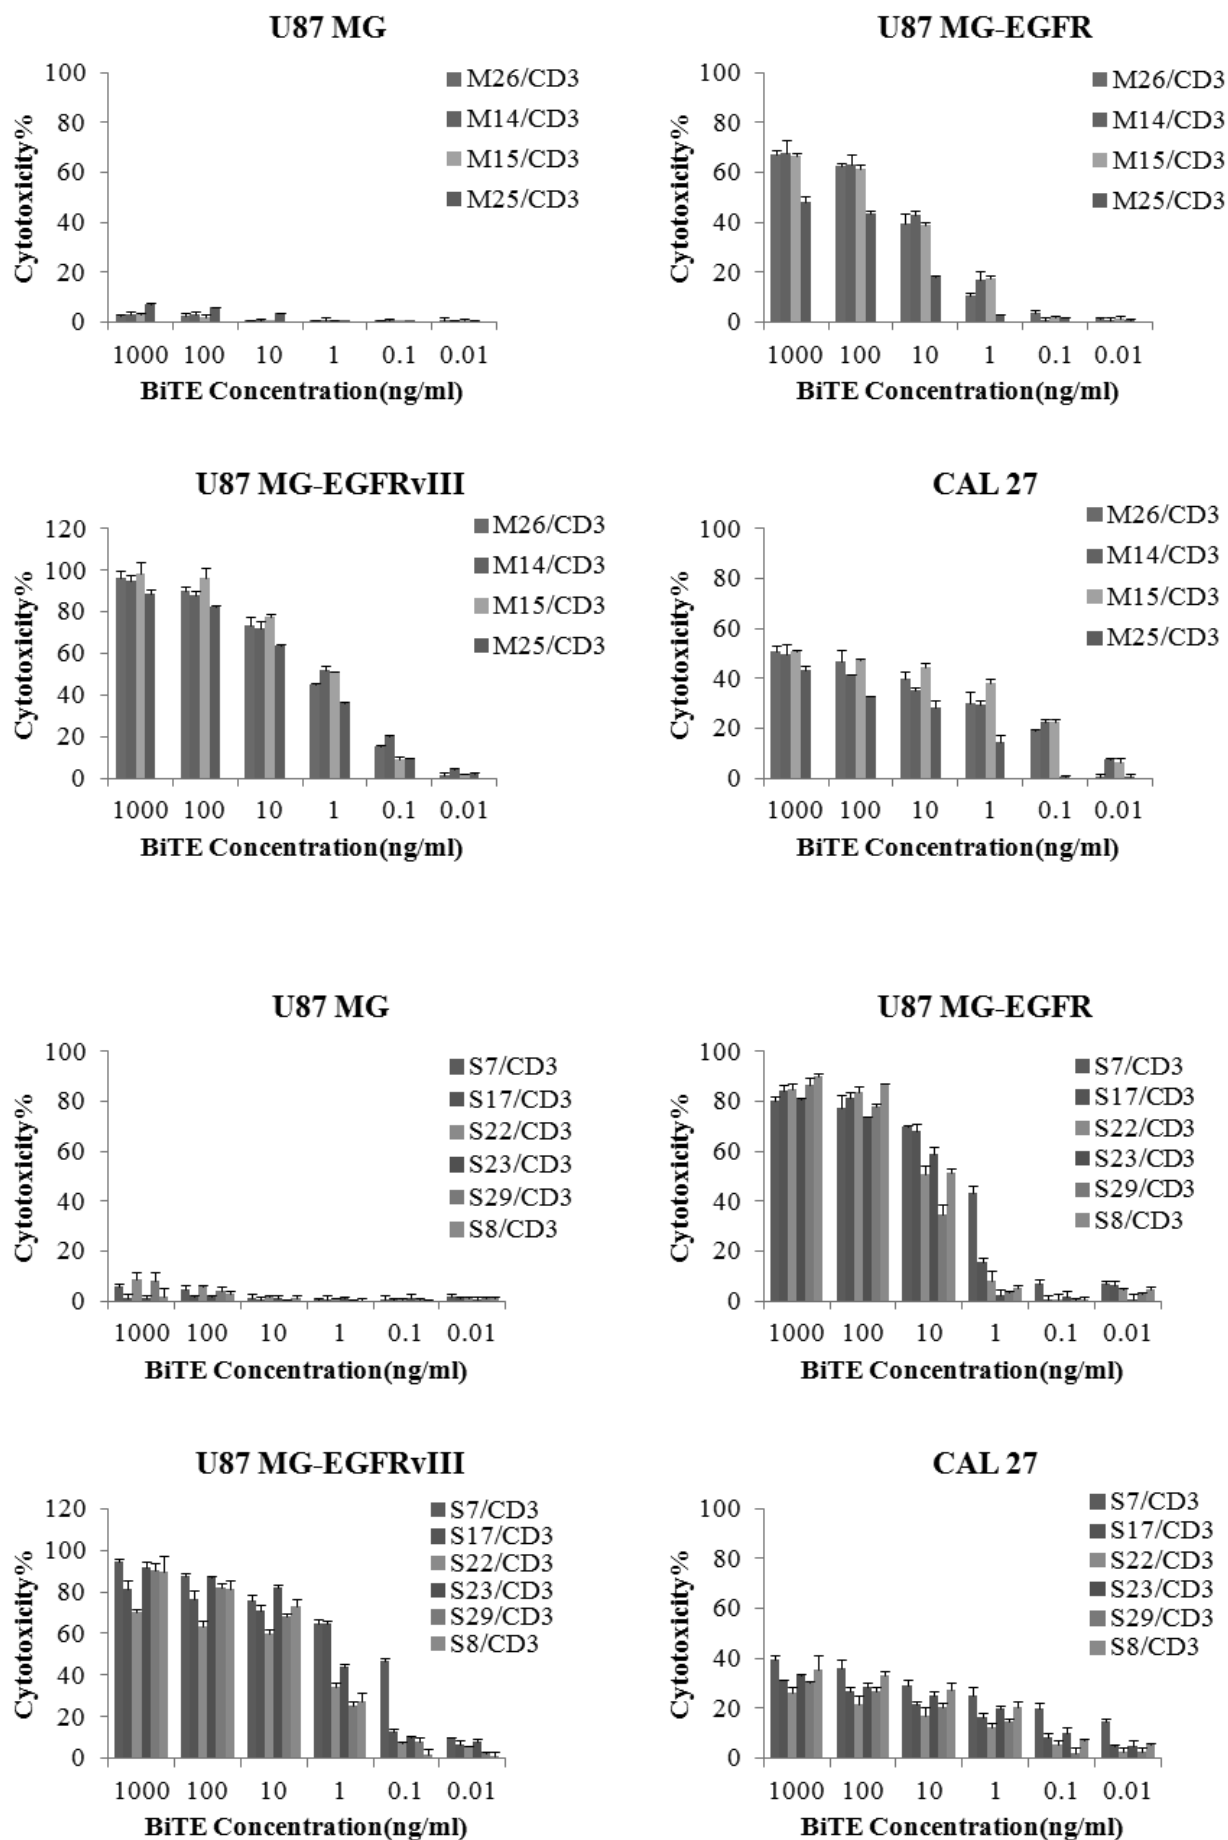 U87 MG
Cytotoxicity%
100
80
60
40
20
0
M26/CD3
M14/CD3
M15/CD3
M25/CD3
1000 100 10 1 0.1 0.01
BiTE Concentration(ng/ml)
U87 MG-EGFR
Cytotoxicity%
100
80
60
40
20
0
M26/CD3
M14/CD3
M15/CD3
M25/CD3
1000 100 10 1 0.1 0.01
BiTE Concentration(ng/ml)
U87 MG-EGFRvIII
Cytotoxicity%
120
100
80
60
40
20
0
M26/CD3
M14/CD3
M15/CD3
M25/CD3
1000 100 10 1 0.1 0.01
BiTE Concentration(ng/ml)
CAL 27
Cytotoxicity%
100
80
60
40
20
0
M26/CD3
M14/CD3
M15/CD3
M25/CD3
1000 100 10 1 0.1 0.01
BiTE Concentration(ng/ml)
U87 MG
Cytotoxicity%
100
80
60
40
20
0
S7/CD3
S17/CD3
S22/CD3
S23/CD3
S29/CD3
S8/CD3
1000 100 10 1 0.1 0.01
BiTE Concentration(ng/ml)
U87 MG-EGFR
Cytotoxicity%
100
80
60
40
20
0
S7/CD3
S17/CD3
S22/CD3
S23/CD3
S29/CD3
S8/CD3
1000 100 10 1 0.1 0.01
BiTE Concentration(ng/ml)
U87 MG-EGFRvIII
Cytotoxicity%
120
100
80
60
40
20
0
S7/CD3
S17/CD3
S22/CD3
S23/CD3
S29/CD3
S8/CD3
1000 100 10 1 0.1 0.01
BiTE Concentration(ng/ml)
CAL 27
Cytotoxicity%
100
80
60
40
20
0
S7/CD3
S17/CD3
S22/CD3
S23/CD3
S29/CD3
S8/CD3
1000 100 10 1 0.1 0.01
BiTE Concentration(ng/ml)